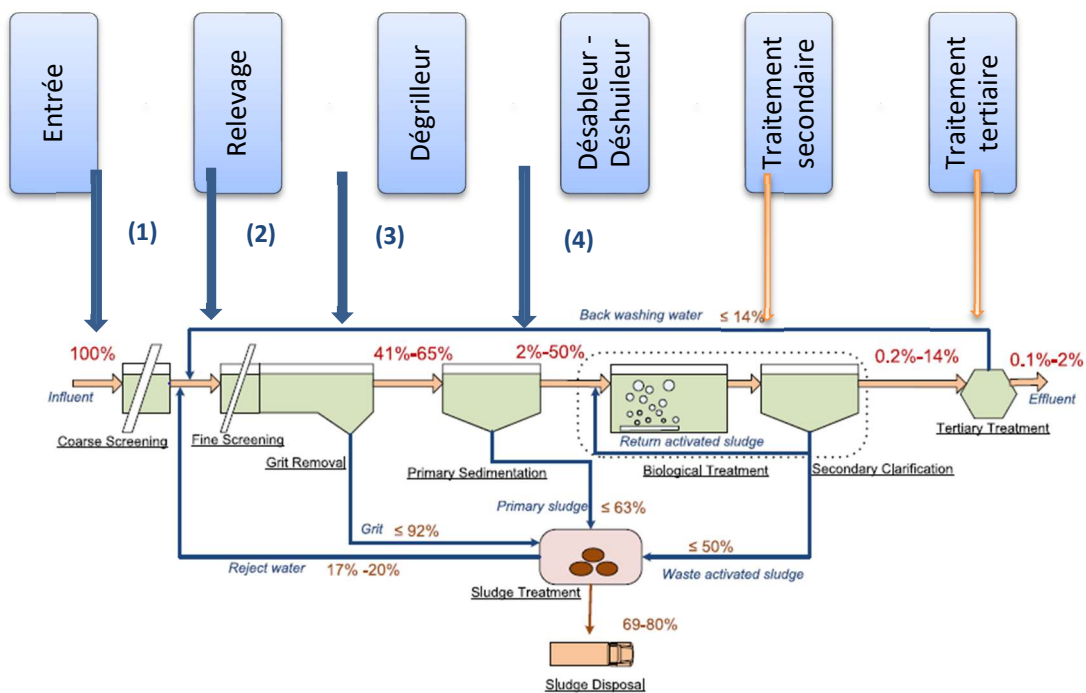 Entrée
Relevage
Dégrilleur
Désableur -
Déshuileur
Traitement
secondaire
Traitement
tertiaire
(1)
(2)
(3)
(4)
Back washing water ≤ 14%
100%
41%-65%
2%-50%
0.2%-14%
0.1%-2%
Influent
Effluent
Coarse Screening
Fine Screening
Grit Removal
Primary Sedimentation
Return activated sludge
Biological Treatment
Secondary Clarification
Tertiary Treatment
Primary sludge ≤ 63%
Grit ≤ 92%
≤ 50%
Reject water 17% -20%
Waste activated sludge
Sludge Treatment
69-80%
Sludge Disposal